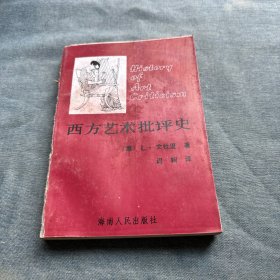 History
of
Art
Criticism
西方艺术批评史
〔意〕L·文杜里 著
迟轲 译
海南人民出版社